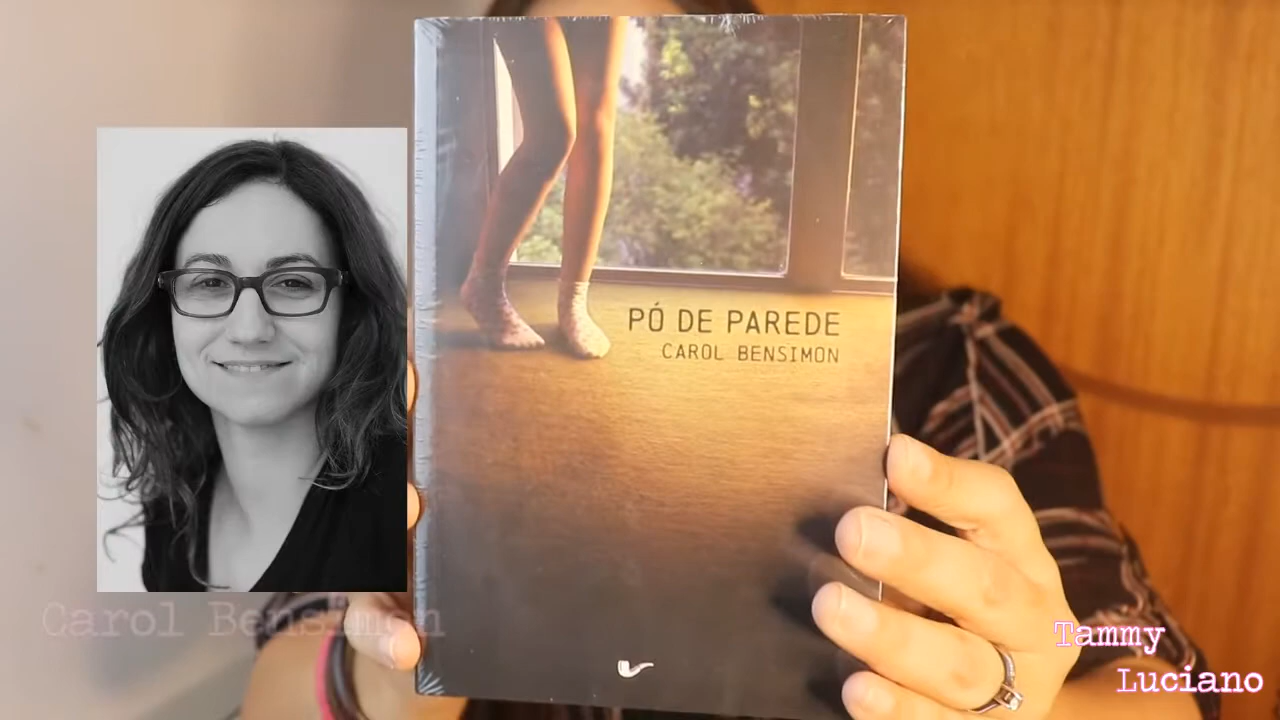 PÓ DE PAREDE
CAROL BENSIMON
Carol Bensimon
Tammy
Luciano